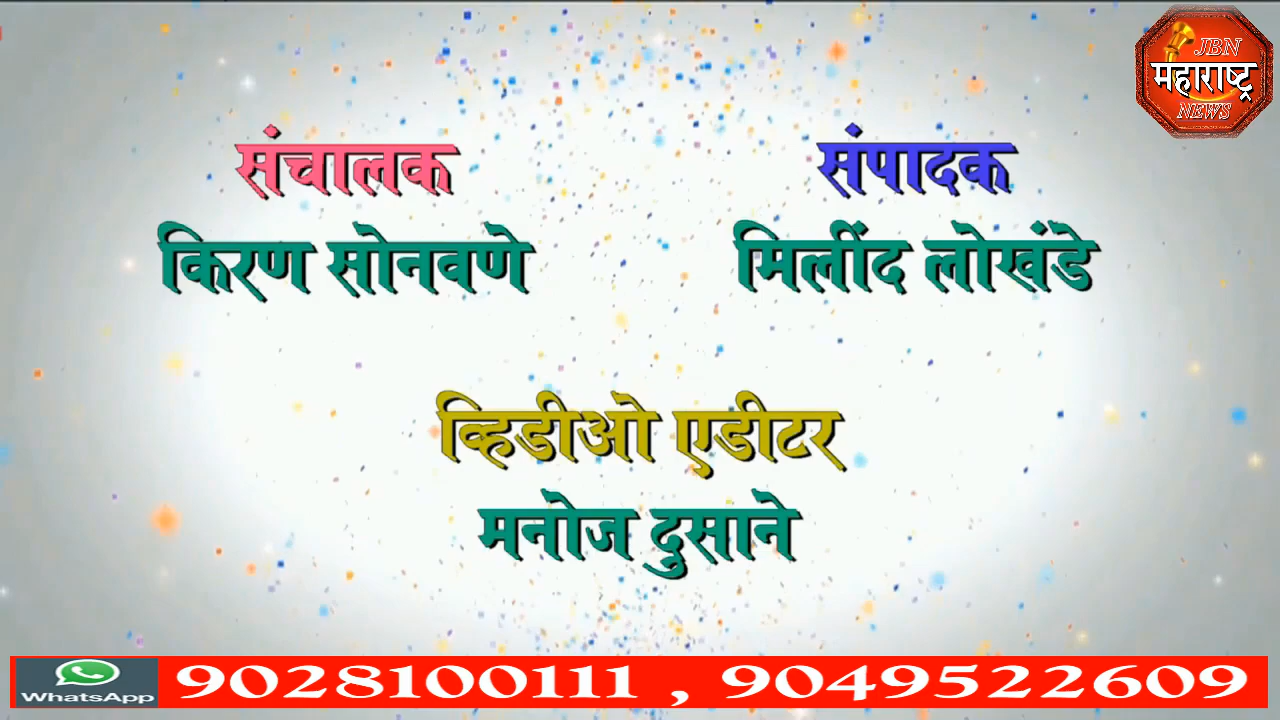 JBN
महाराष्ट्र
NEWS
संचालक
किरण सोनवणे
संपादक
मिलींद लोखंडे
व्हिडीओ एडीटर
मनोज दुसाने
WhatsApp 9028100111 , 9049522609